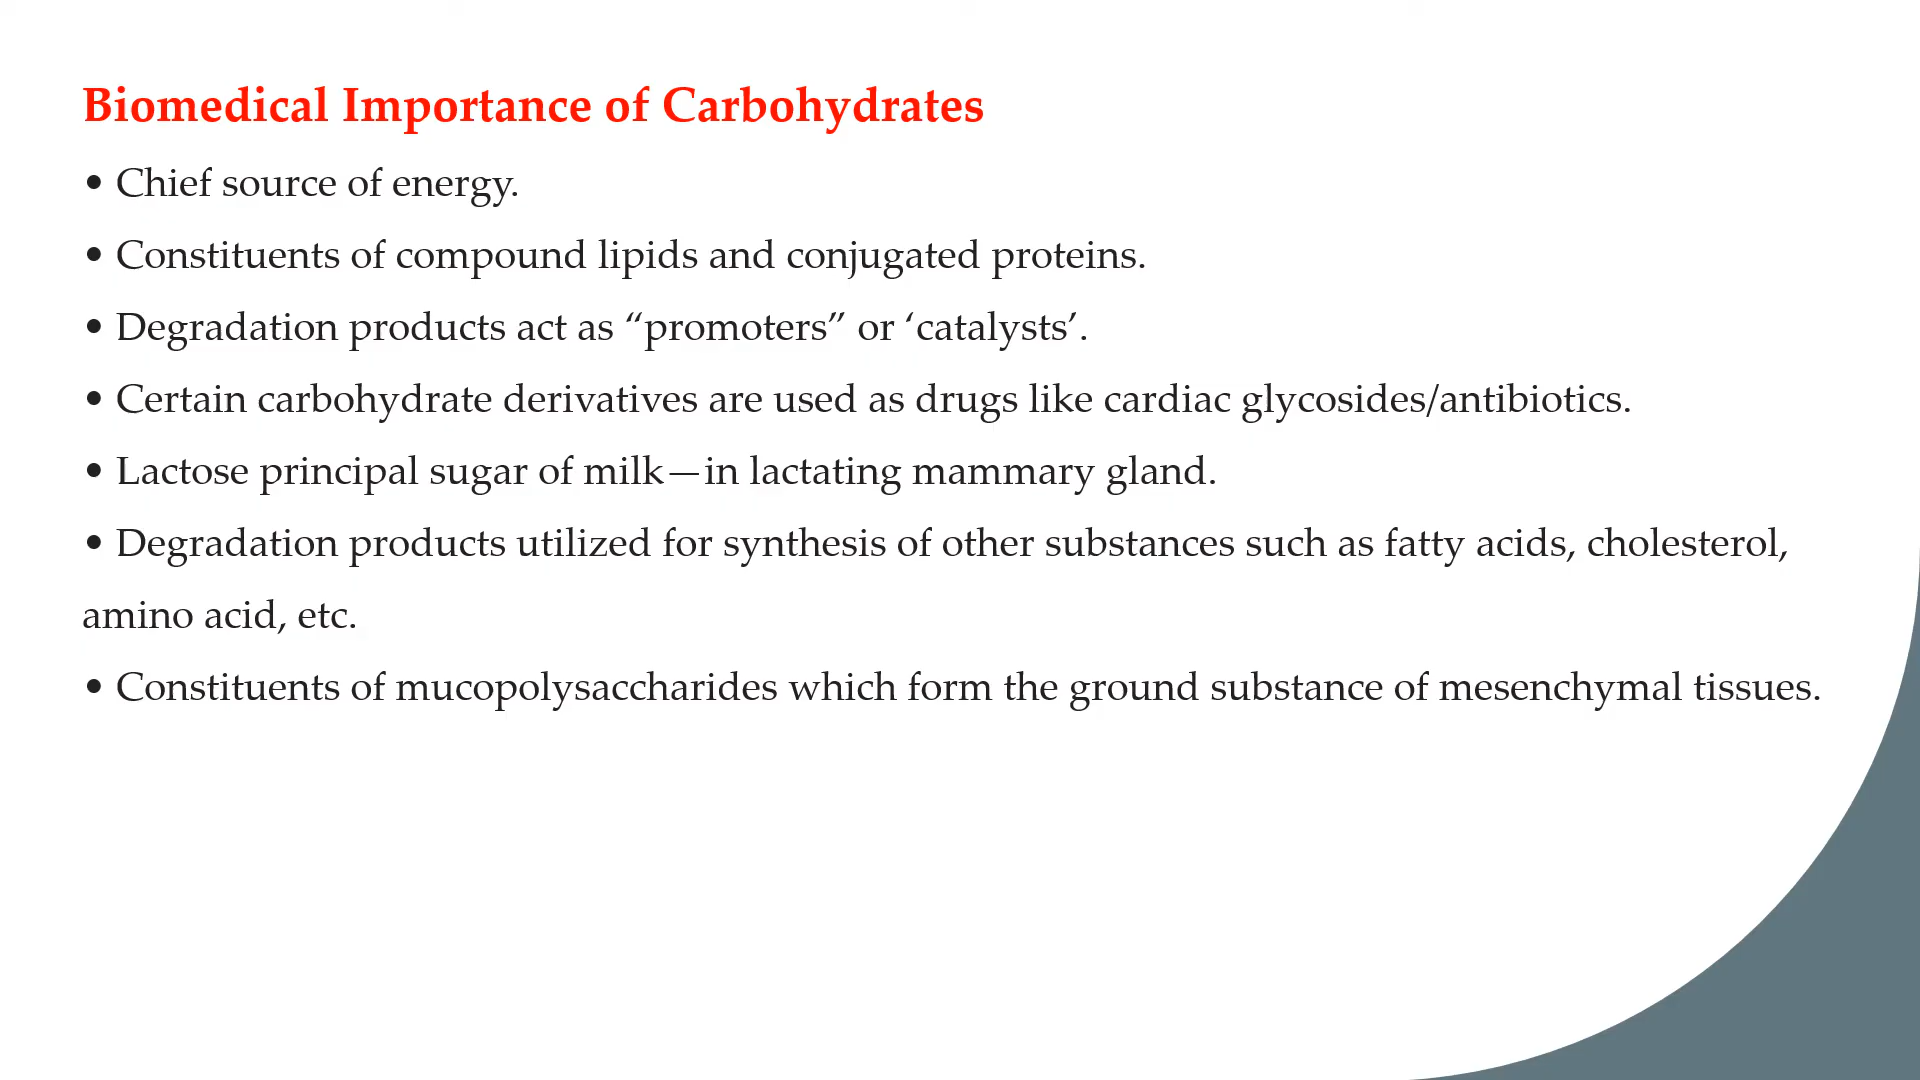 Biomedical Importance of Carbohydrates
• Chief source of energy.
• Constituents of compound lipids and conjugated proteins.
• Degradation products act as “promoters” or ‘catalysts’.
• Certain carbohydrate derivatives are used as drugs like cardiac glycosides/antibiotics.
• Lactose principal sugar of milk—in lactating mammary gland.
• Degradation products utilized for synthesis of other substances such as fatty acids, cholesterol,
amino acid, etc.
• Constituents of mucopolysaccharides which form the ground substance of mesenchymal tissues.